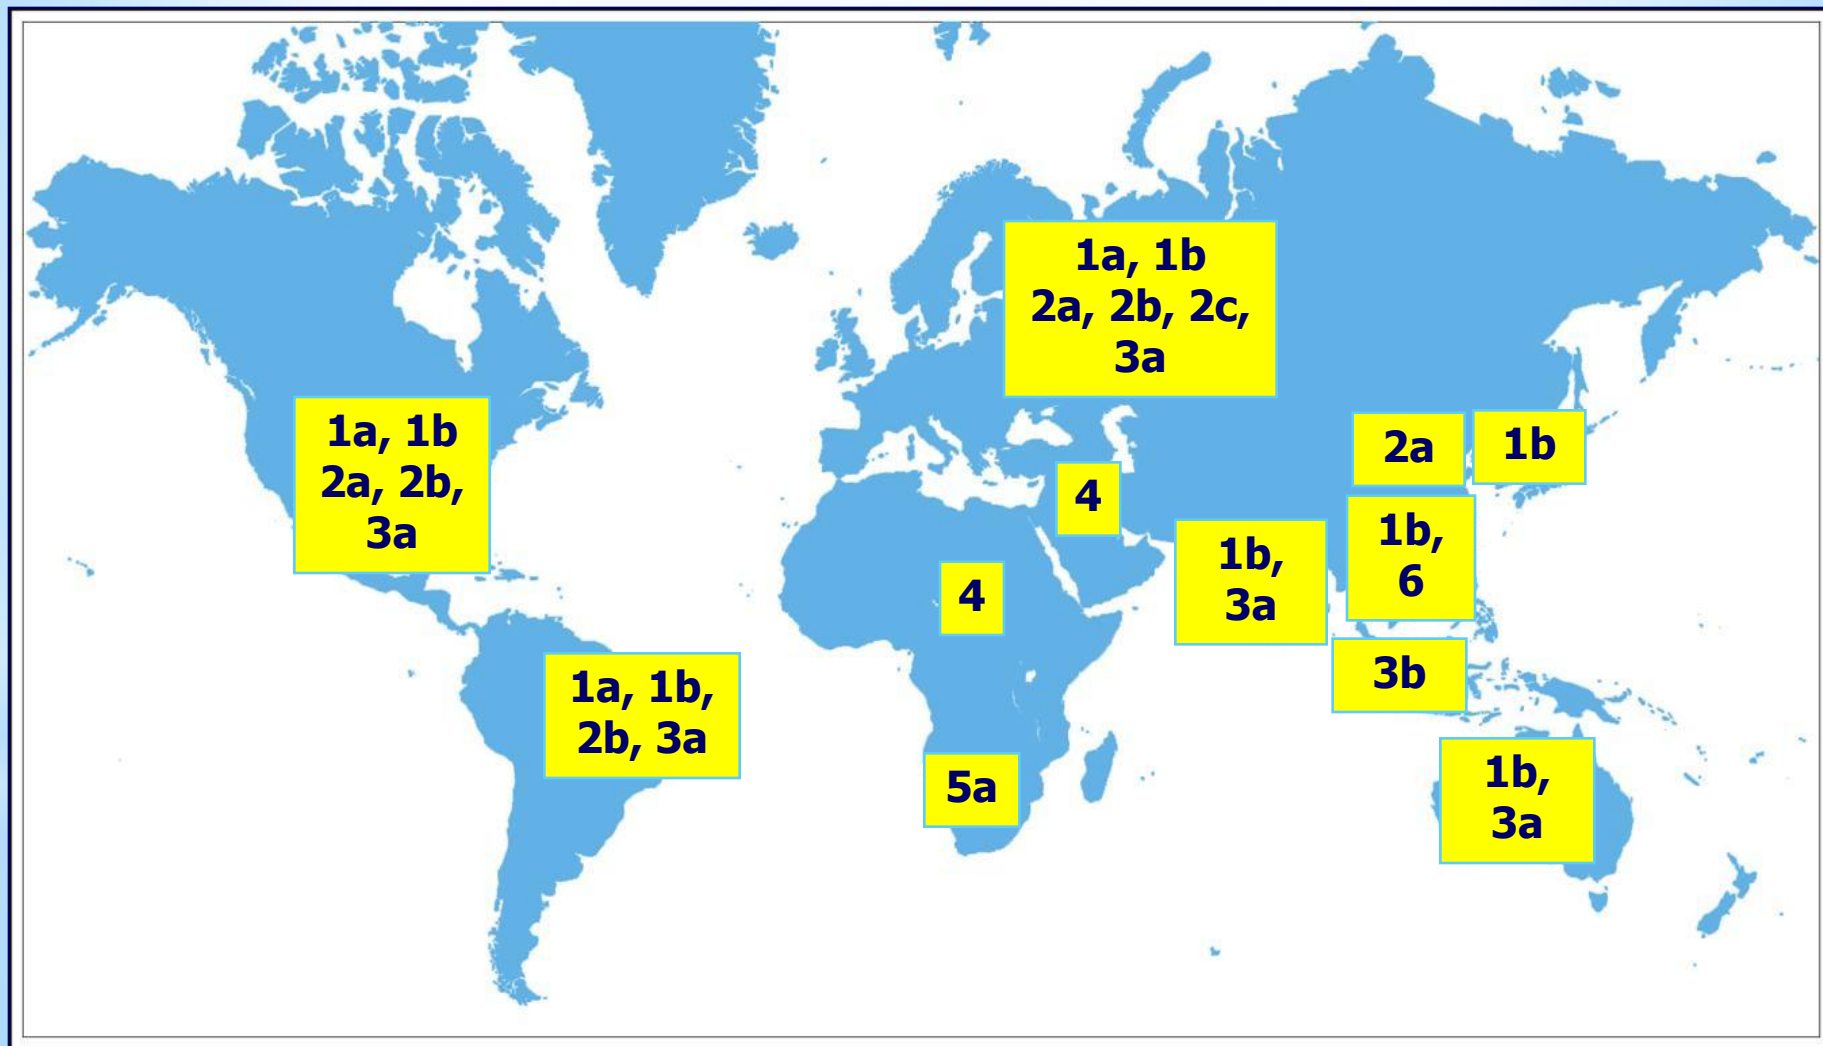 1a, 1b
2a, 2b, 2c,
3a
1a, 1b
2a, 2b,
3a
2a
1b
4
1b,
6
1b,
3a
4
3b
1a, 1b,
2b, 3a
5a
1b,
3a